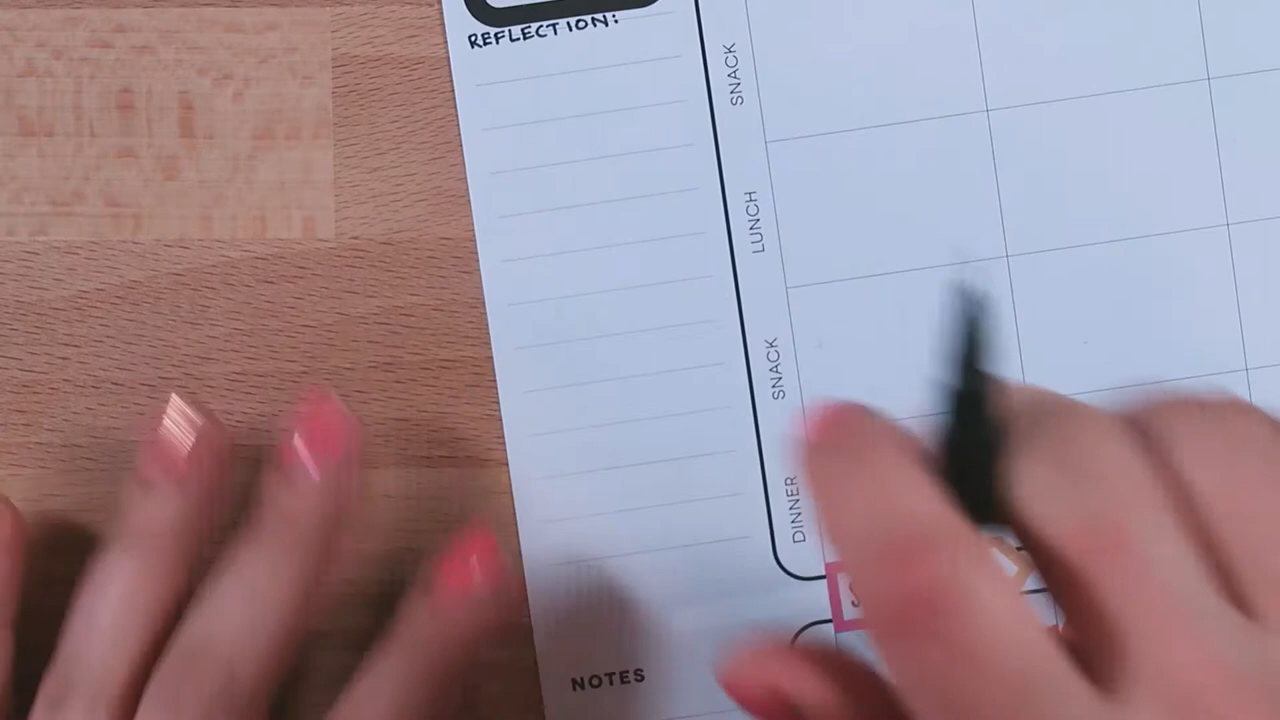 REFLECTION:
SNACK
LUNCH
SNACK
DINNER
NOTES